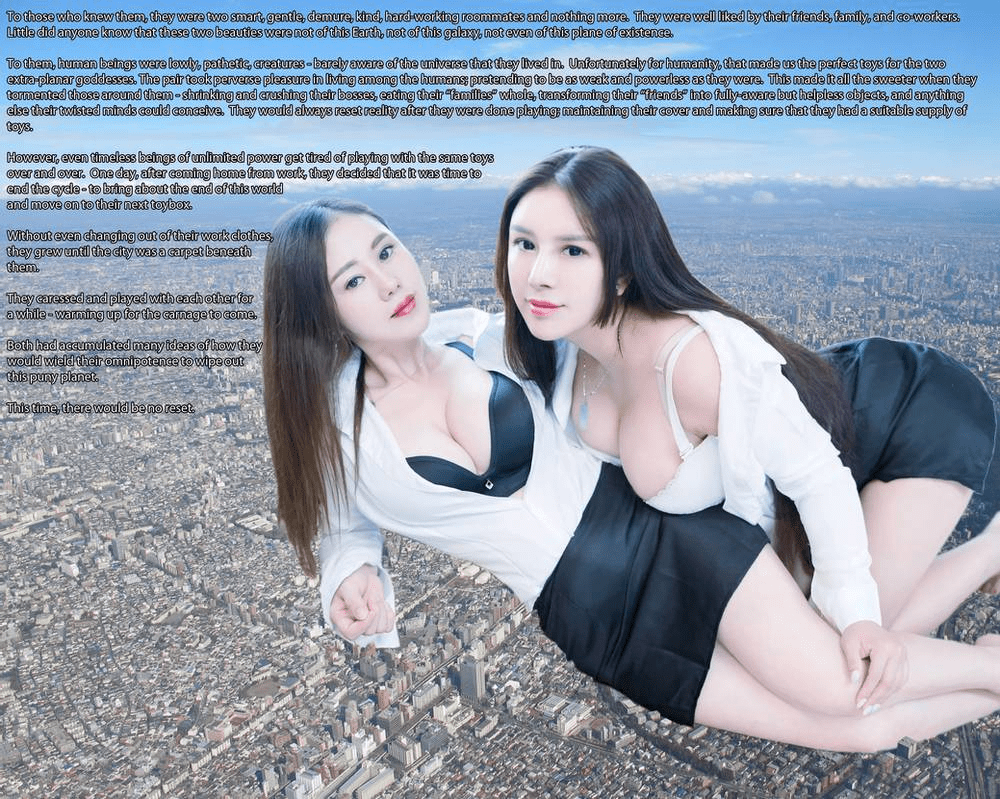 To those who knew them, they were two smart, gentle, demure, kind, hard-working roommates and nothing more. They were well liked by their friends, family, and co-workers.
Little did anyone know that these two beauties were not of this Earth, not of this galaxy, not even of this plane of existence.
To them, human beings were lowly, pathetic, creatures - barely aware of the universe that they lived in. Unfortunately for humanity, that made us the perfect toys for the two
extra-planar goddesses. The pair took perverse pleasure in living among the humans; pretending to be as weak and powerless as they were. This made it all the sweeter when they
tormented those around them - shrinking and crushing their bosses, eating their "families" whole, transforming their "friends" into fully-aware but helpless objects, and anything
else their twisted minds could conceive. They would always reset reality after they were done playing; maintaining their cover and making sure that they had a suitable supply of
toys.
However, even timeless beings of unlimited power get tired of playing with the same toys
over and over. One day, after coming home from work, they decided that it was time to
end the cycle - to bring about the end of this world
and move on to their next toybox.
Without even changing out of their work clothes,
they grew until the city was a carpet beneath
them.
They caressed and played with each other for
a while - warming up for the carnage to come.
Both had accumulated many ideas of how they
would wield their omnipotence to wipe out
this puny planet.
This time, there would be no reset.